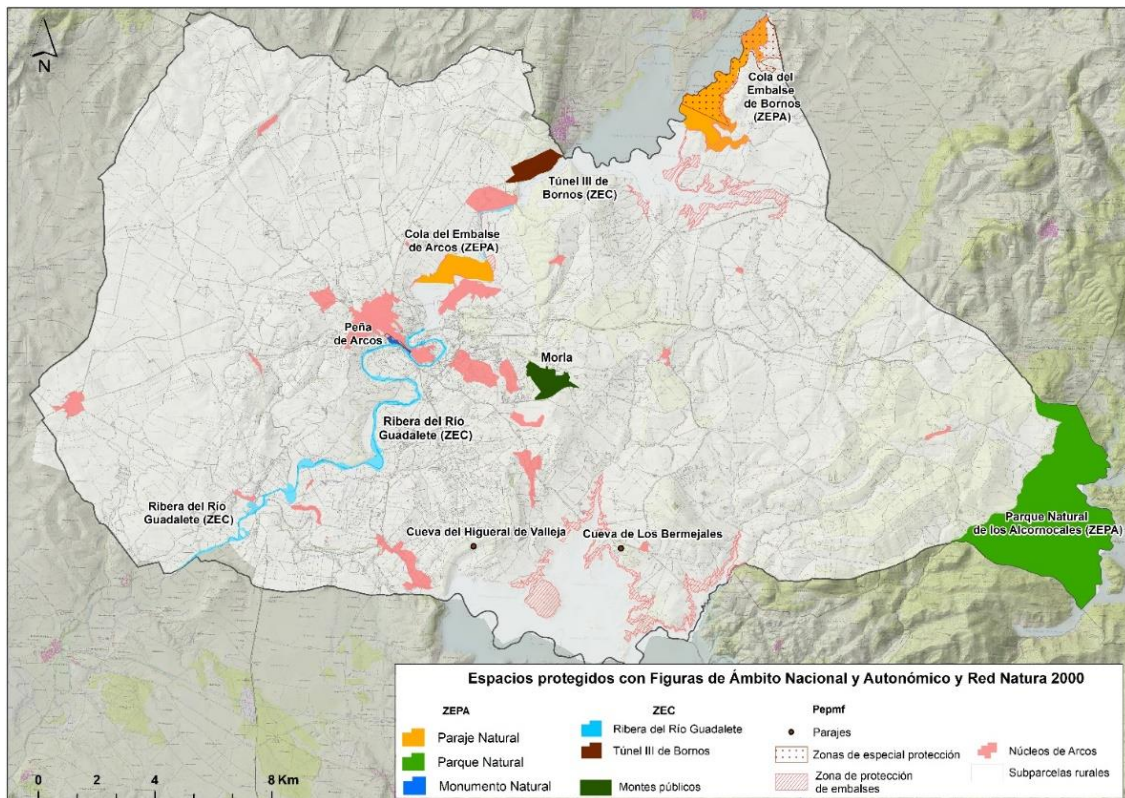 N
Cola del
Embalse
de Bornos
(ZEPA)
Túnel III de
Bornos (ZEC)
Cola del Embalse
de Arcos (ZEPA)
Peña
de Arcos
Morla
Ribera del Río
Guadalete (ZEC)
Ribera del Río
Guadalete (ZEC)
Cueva del Higueral de Valleja
Cueva de Los Bermejales
Parque Natural
de los Alcornocales (ZEPA)
Espacios protegidos con Figuras de Ámbito Nacional y Autonómico y Red Natura 2000
ZEPA
Paraje Natural
Parque Natural
Monumento Natural
ZEC
Ribera del Río Guadalete
Túnel III de Bornos
Montes públicos
Pepmf
Parajes
Zonas de especial protección
Zona de protección
de embalses
Núcleos de Arcos
Subparcelas rurales
0 2 4 8 Km